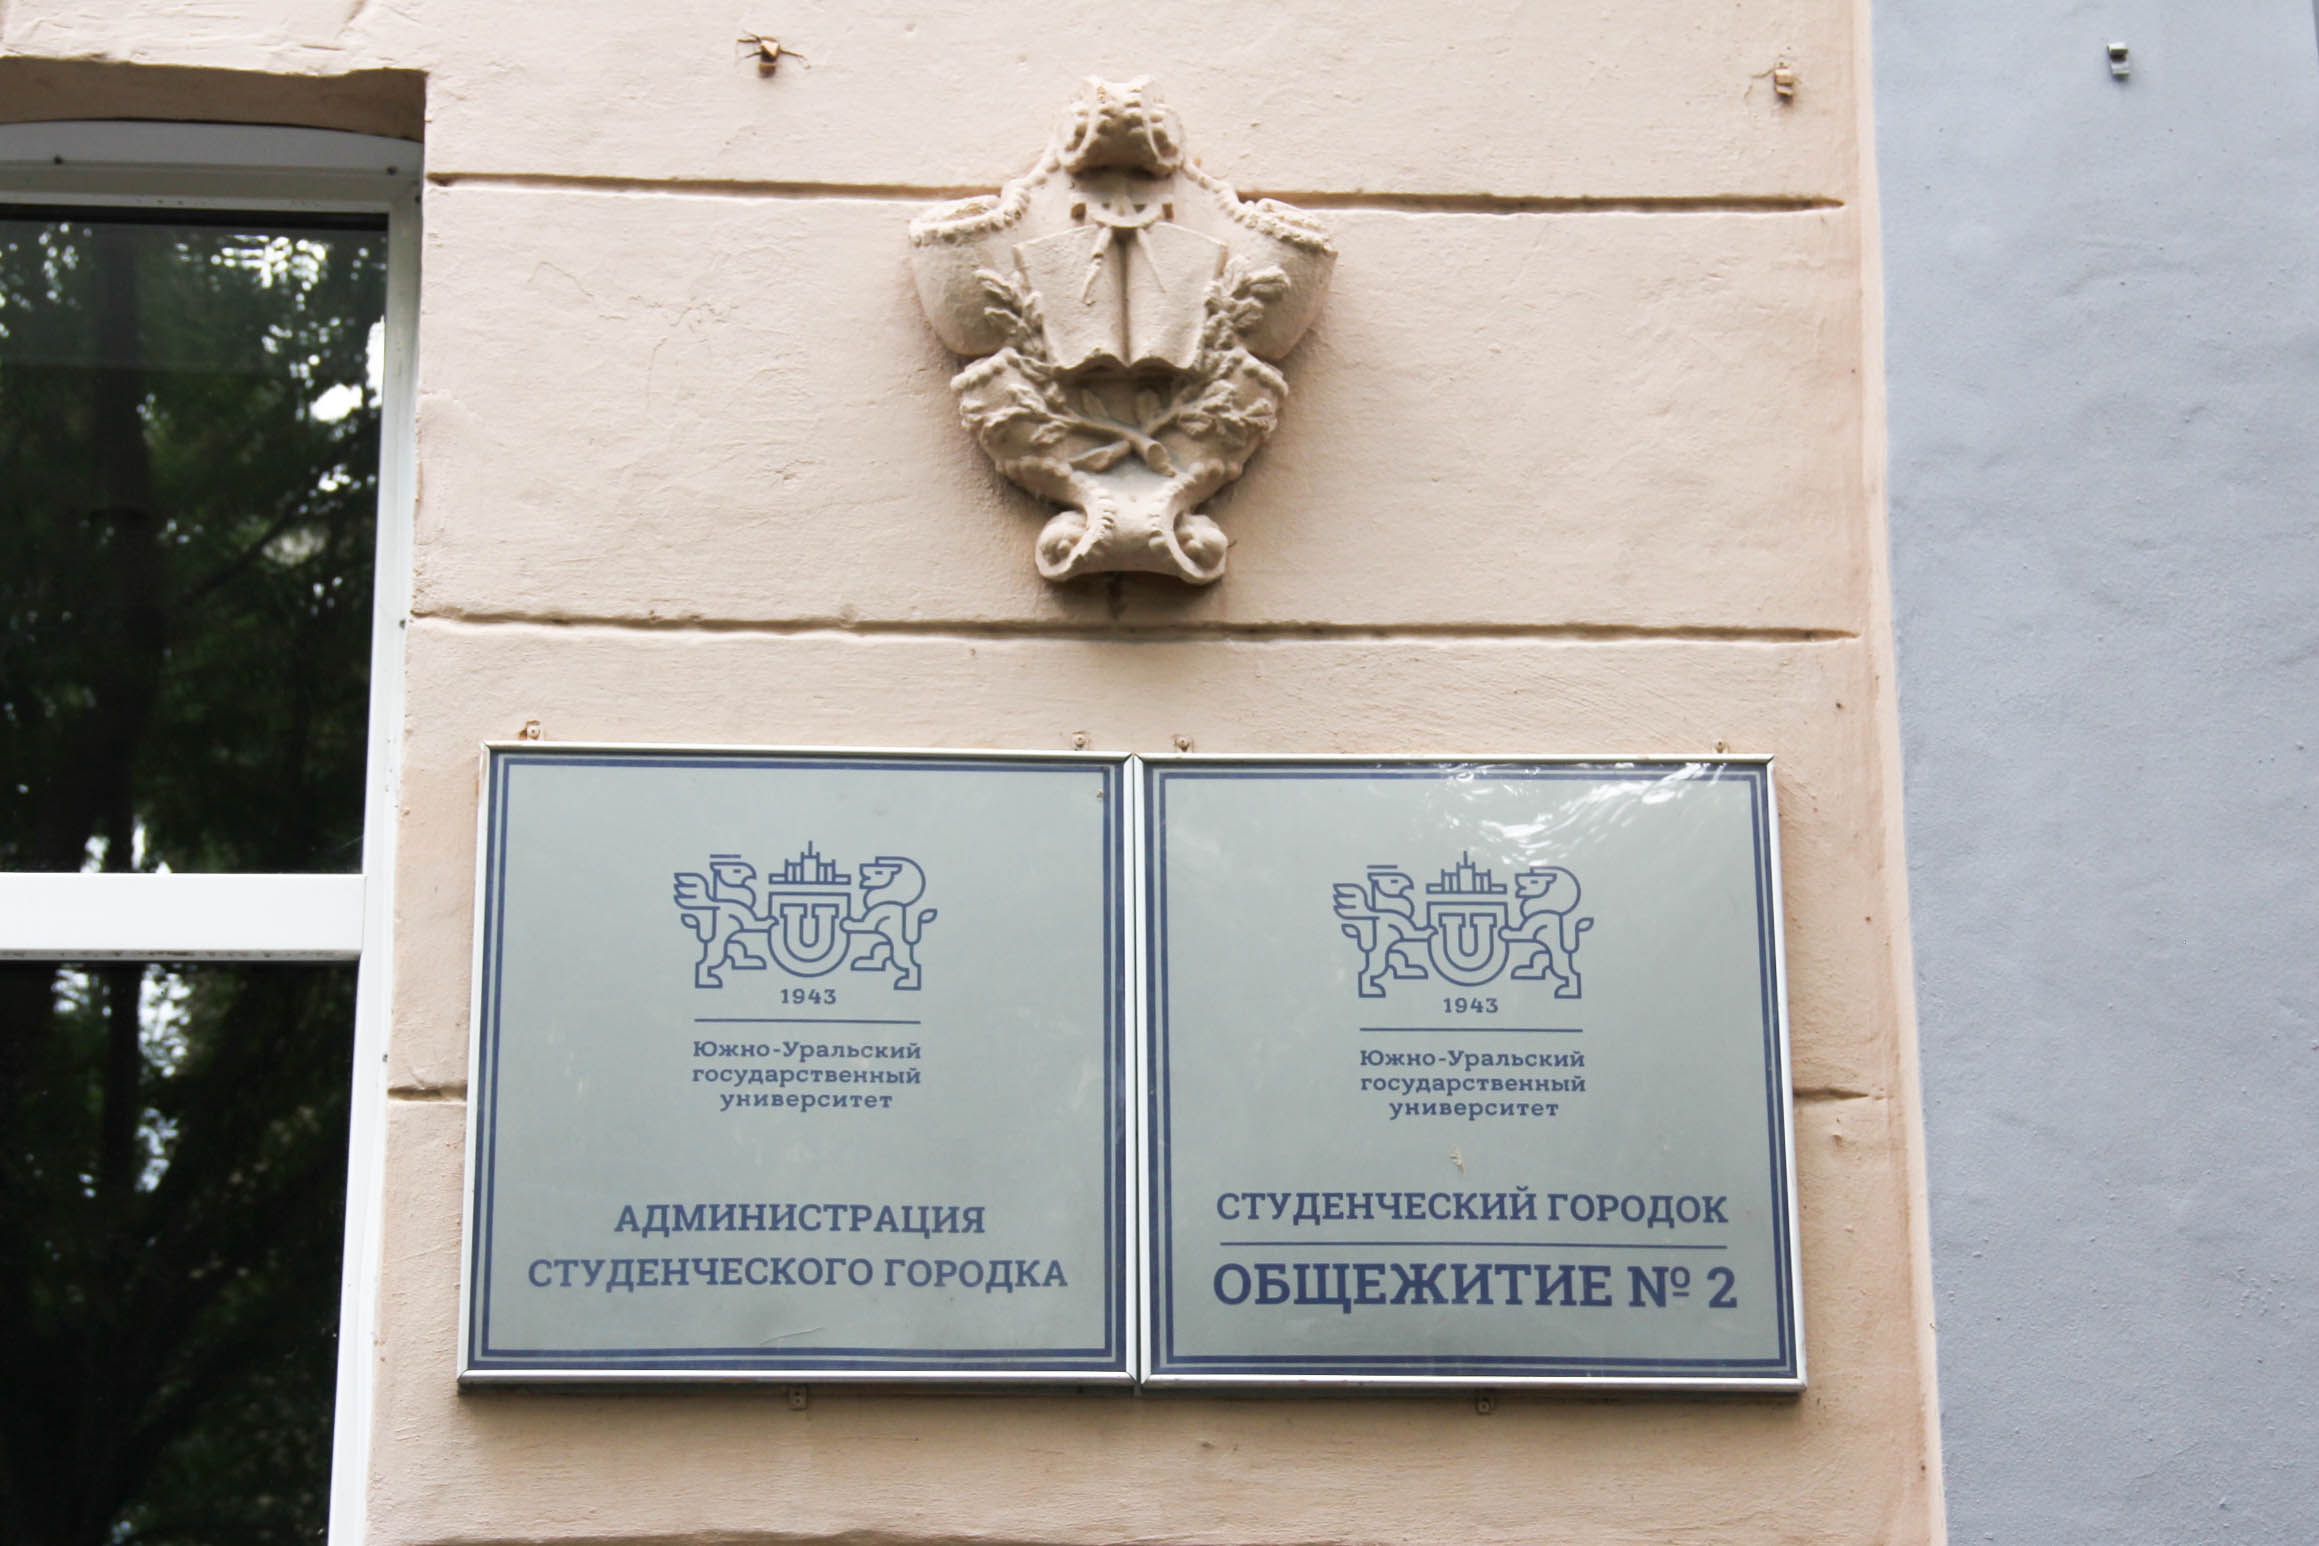 U
1943
Южно-Уральский
государственный
университет
АДМИНИСТРАЦИЯ
СТУДЕНЧЕСКОГО ГОРОДКА
U
1943
Южно-Уральский
государственный
университет
СТУДЕНЧЕСКИЙ ГОРОДОК
ОБЩЕЖИТИЕ № 2